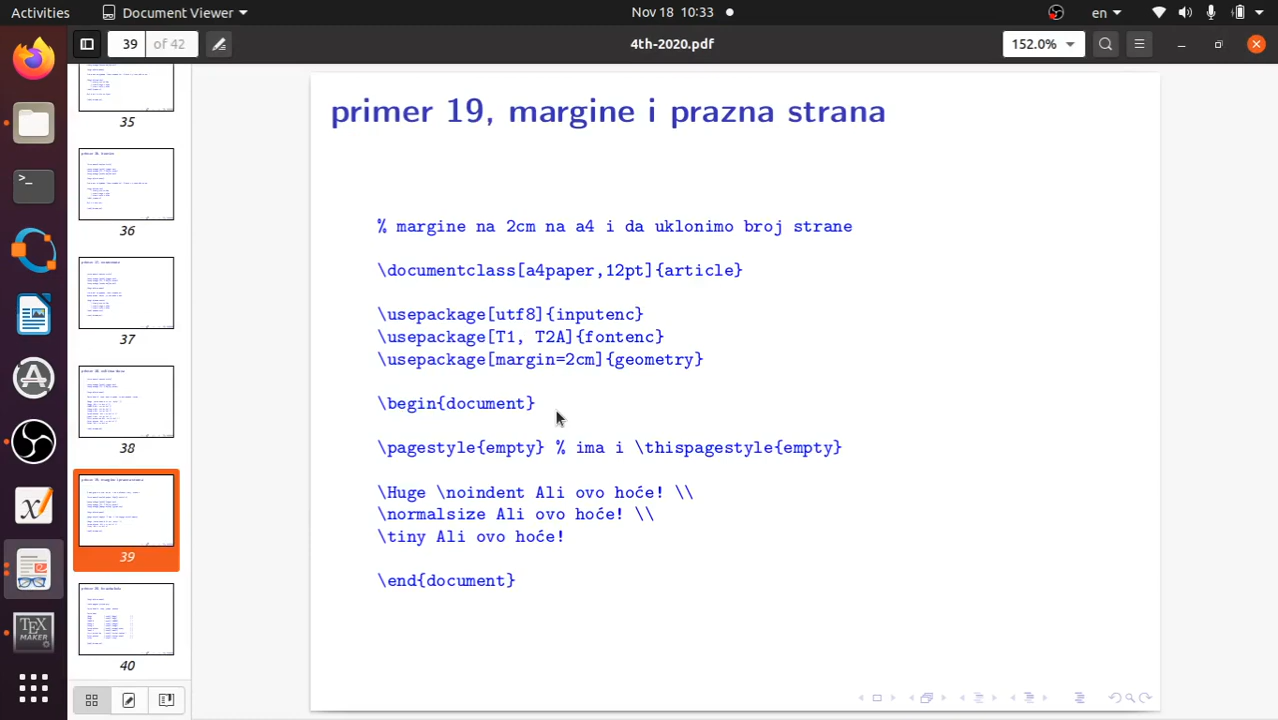 Activities
Document Viewer
Nov 18 10:33
en
39
of 42
4th-2020.pdf
152.0%
35
36
37
38
39
40
TEX
MAKER
primer 19, margine i prazna strana
% margine na 2cm na a4 i da uklonimo broj strane
\documentclass[a4paper,12pt]{article}
\usepackage[utf8]{inputenc}
\usepackage[T1, T2A]{fontenc}
\usepackage[margin=2cm]{geometry}
\begin{document}
\pagestyle{empty} % ima i \thispagestyle{empty}
\Huge \noindent Ali ovo hoće! \\
\normalsize Ali ovo hoće! \\
\tiny Ali ovo hoće!
\end{document}